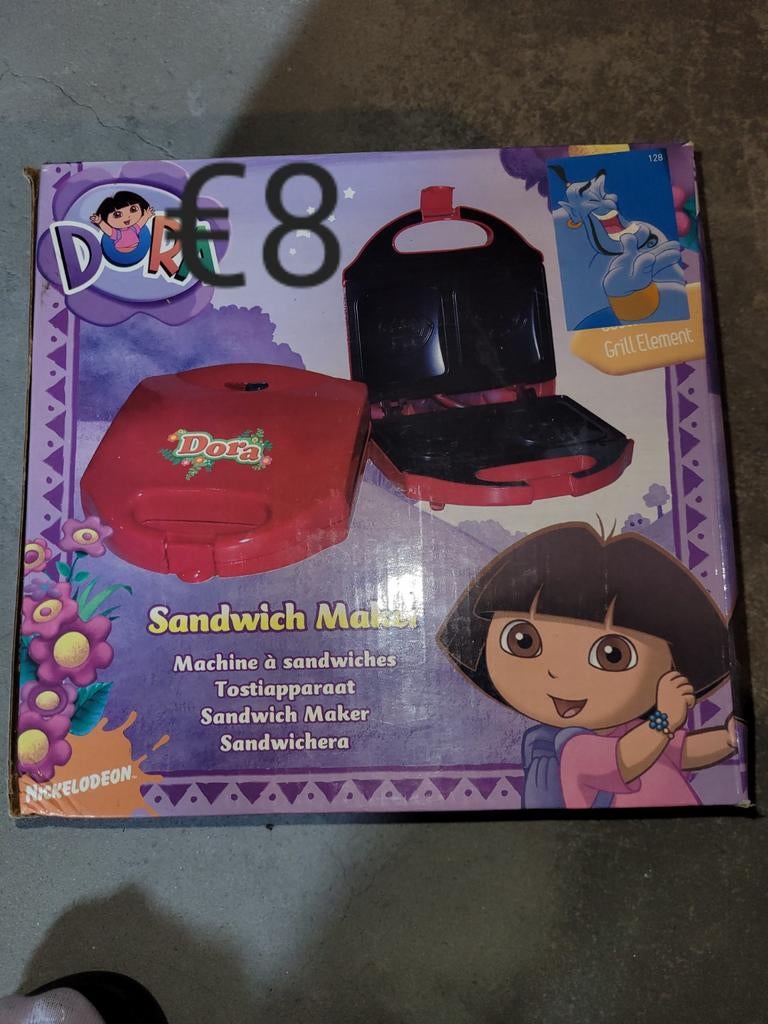 €8
128
DORA
Grill Element
Dora
Sandwich Maker
Machine à sandwiches
Tostiapparaat
Sandwich Maker
Sandwichera
NICKELODEON